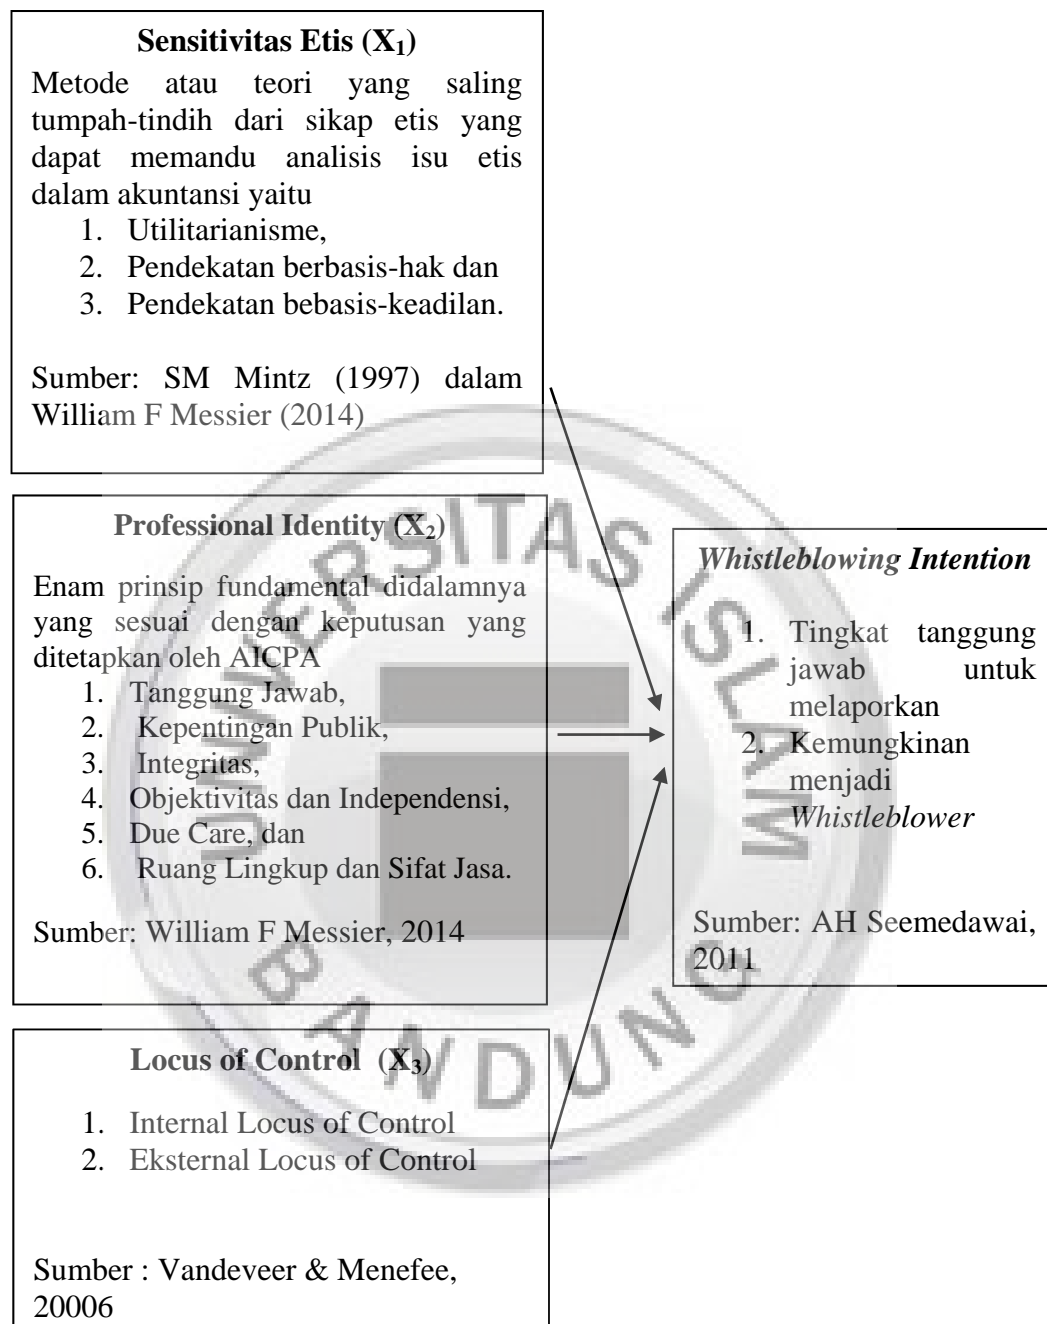 Sensitivitas Etis (X₁)
Metode atau teori yang saling
tumpah-tindih dari sikap etis yang
dapat memandu analisis isu etis
dalam akuntansi yaitu
1. Utilitarianisme,
2. Pendekatan berbasis-hak dan
3. Pendekatan bebasis-keadilan.
Sumber: SM Mintz (1997) dalam
William F Messier (2014)
Professional Identity (X₂)
Enam prinsip fundamental didalamnya
yang sesuai dengan keputusan yang
ditetapkan oleh AICPA
1. Tanggung Jawab,
2. Kepentingan Publik,
3. Integritas,
4. Objektivitas dan Independensi,
5. Due Care, dan
6. Ruang Lingkup dan Sifat Jasa.
Sumber: William F Messier, 2014
Locus of Control (X₃)
1. Internal Locus of Control
2. Eksternal Locus of Control
Sumber : Vandeveer & Menefee,
20006
Whistleblowing Intention
1. Tingkat tanggung
jawab untuk
melaporkan
2. Kemungkinan
menjadi
Whistleblower
Sumber: AH Seemedawai,
2011
UNIVERSITAS ISLAM
BANDUNG